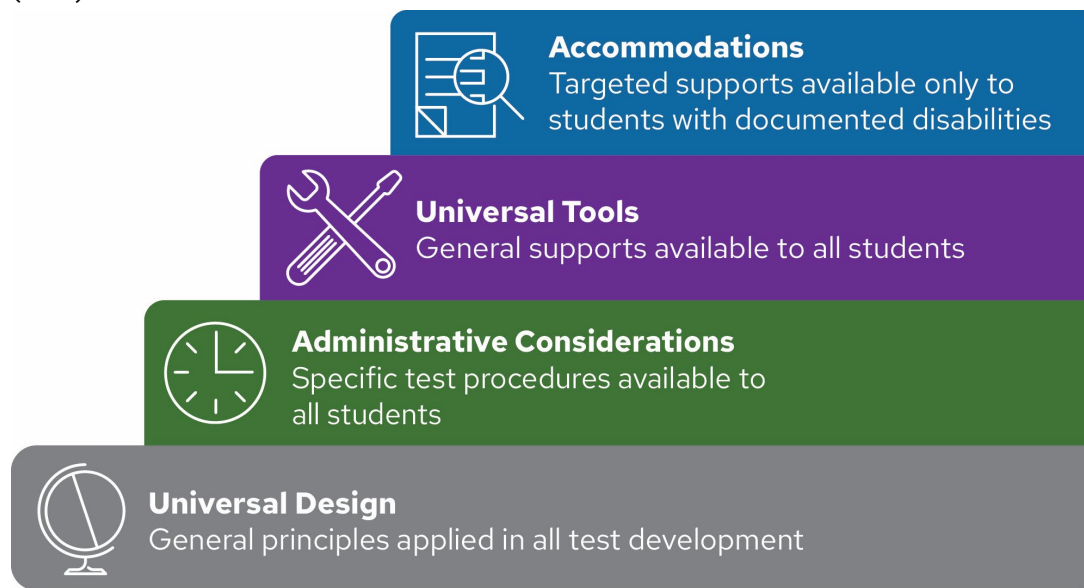 Accommodations
Targeted supports available only to
students with documented disabilities
Universal Tools
General supports available to all students
Administrative Considerations
Specific test procedures available to
all students
Universal Design
General principles applied in all test development